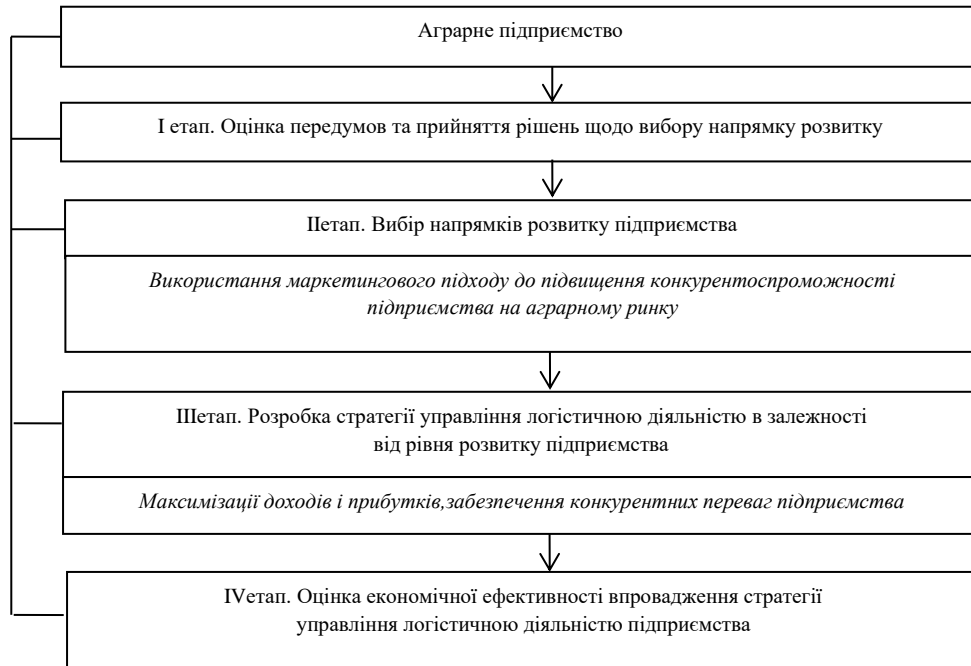 Аграрне підприємство
І етап. Оцінка передумов та прийняття рішень щодо вибору напрямку розвитку
ІІетап. Вибір напрямків розвитку підприємства
Використання маркетингового підходу до підвищення конкурентоспроможності
підприємства на аграрному ринку
ІІІетап. Розробка стратегії управління логістичною діяльністю в залежності
від рівня розвитку підприємства
Максимізації доходів і прибутків,забезпечення конкурентних переваг підприємства
IVетап. Оцінка економічної ефективності впровадження стратегії
управління логістичною діяльністю підприємства